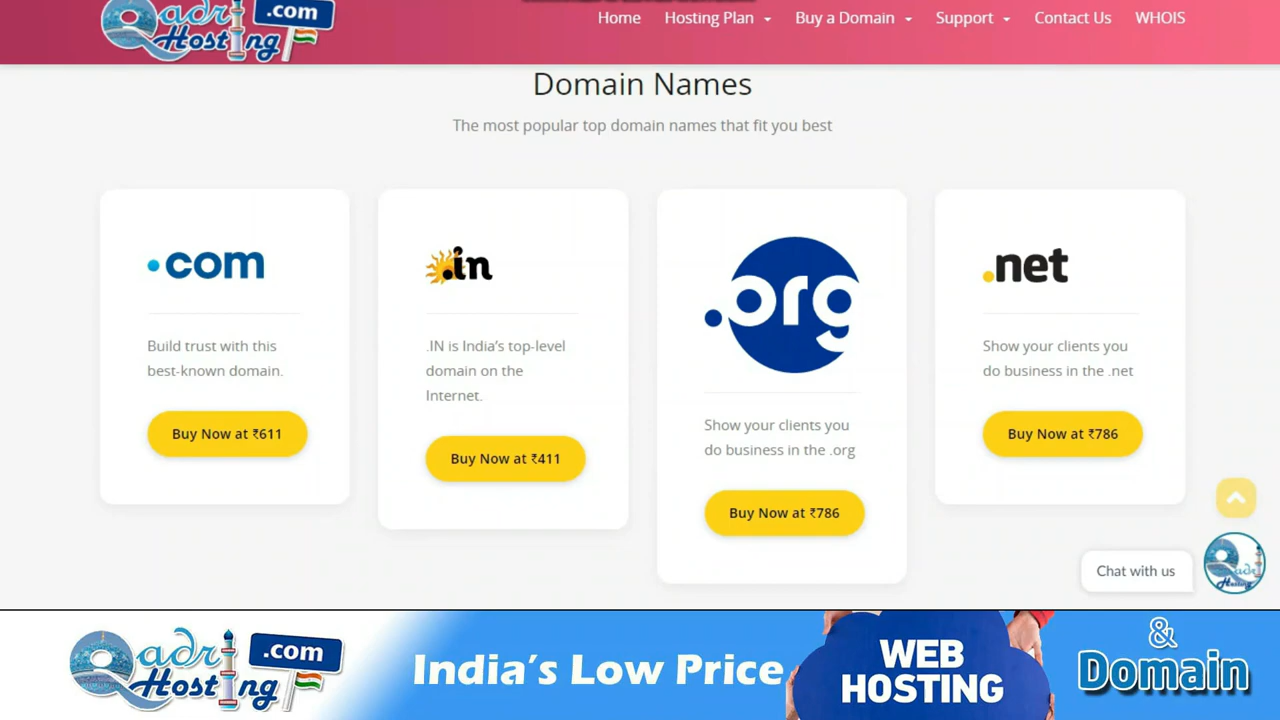 Qadri .com
Hosting
Home Hosting Plan Buy a Domain Support Contact Us WHOIS
Domain Names
The most popular top domain names that fit you best
.com
Build trust with this
best-known domain.
Buy Now at ₹611
.in
.IN is India's top-level
domain on the
Internet.
Buy Now at ₹411
.org
Show your clients you
do business in the .org
Buy Now at ₹786
.net
Show your clients you
do business in the .net
Buy Now at ₹786
Chat with us
Qadri
Hosting
Qadri .com
Hosting
India's Low Price
WEB
HOSTING
&
Domain